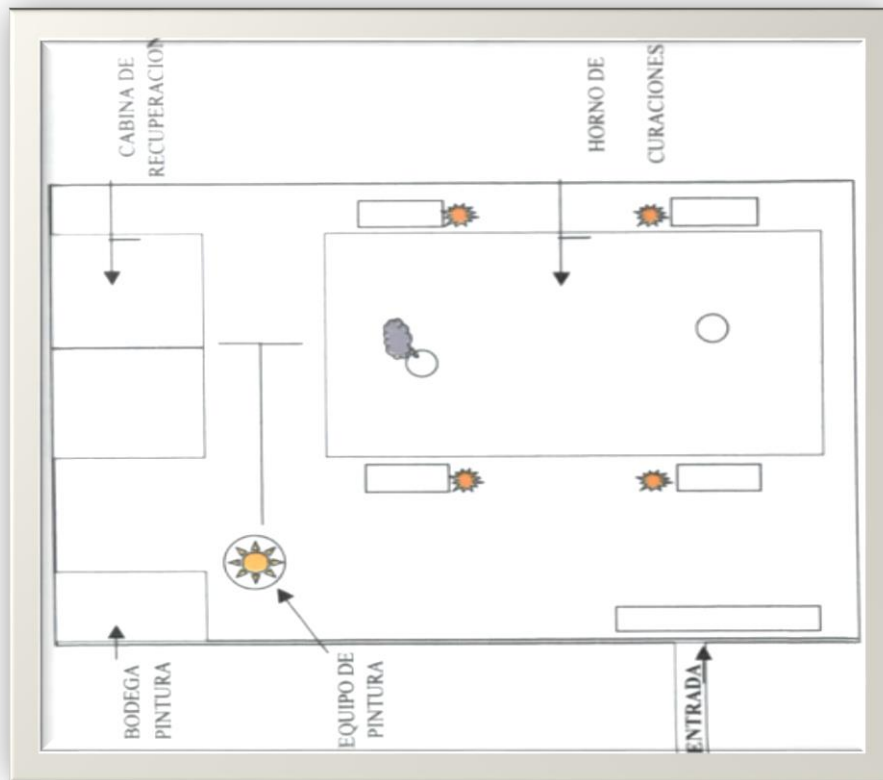 CABINA DE
RECUPERACION
HORNO DE
CURACIONES
BODEGA
PINTURA
EQUIPO DE
PINTURA
ENTRADA